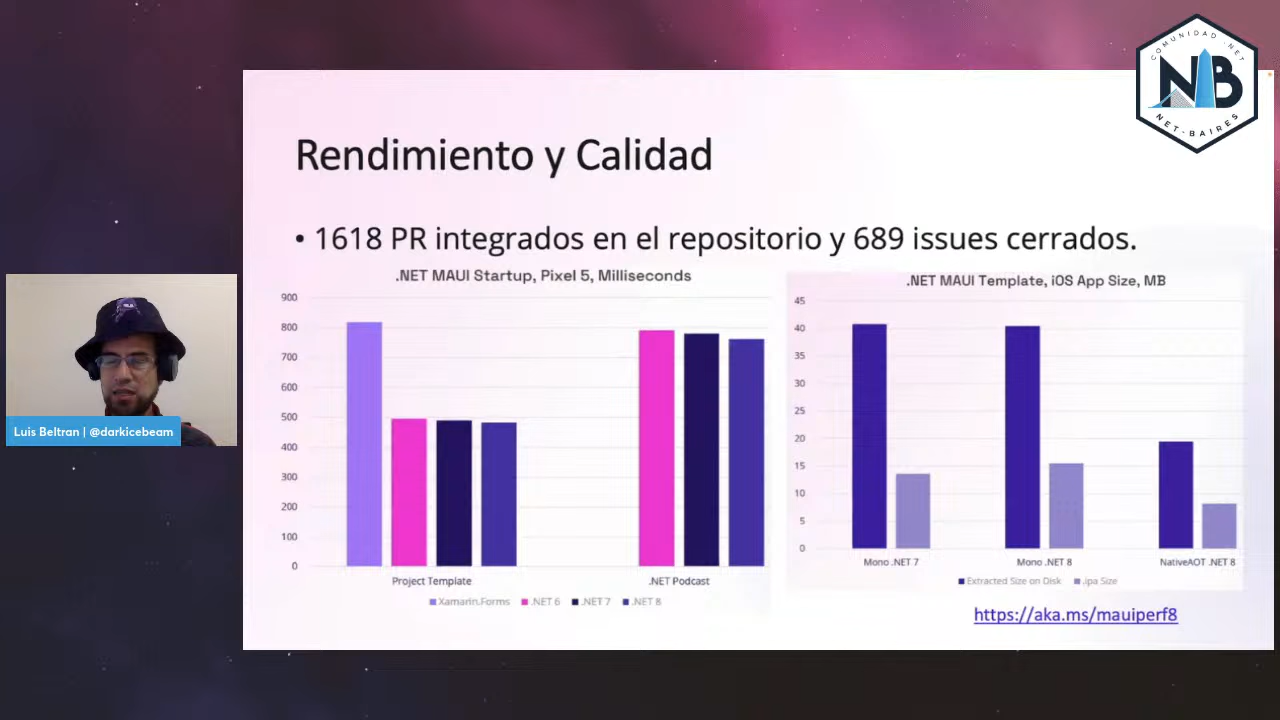 COMUNIDAD .NET
NB
NET-BAIRES
Rendimiento y Calidad
• 1618 PR integrados en el repositorio y 689 issues cerrados.
.NET MAUI Startup, Pixel 5, Milliseconds
900
800
700
600
500
400
300
200
100
0
Project Template
.NET Podcast
Xamarin.Forms
.NET 6
.NET 7
.NET 8
.NET MAUI Template, iOS App Size, MB
45
40
35
30
25
20
15
10
5
0
Mono .NET 7
Mono .NET 8
NativeAOT .NET 8
Extracted Size on Disk
.ipa Size
https://aka.ms/mauiperf8
Luis Beltran | @darkicebeam